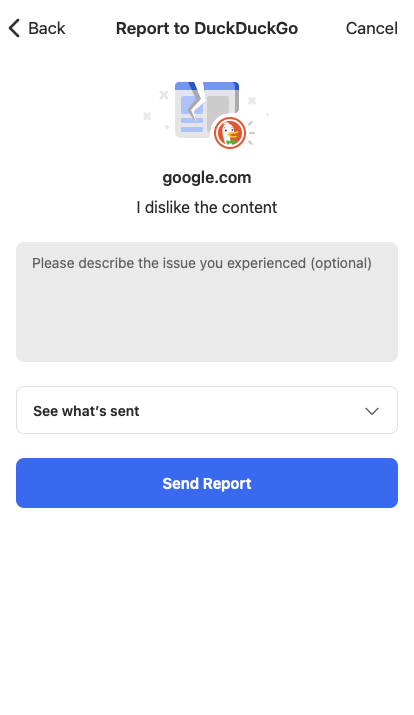 Back
Report to DuckDuckGo
Cancel
google.com
I dislike the content
Please describe the issue you experienced (optional)
See what's sent
Send Report